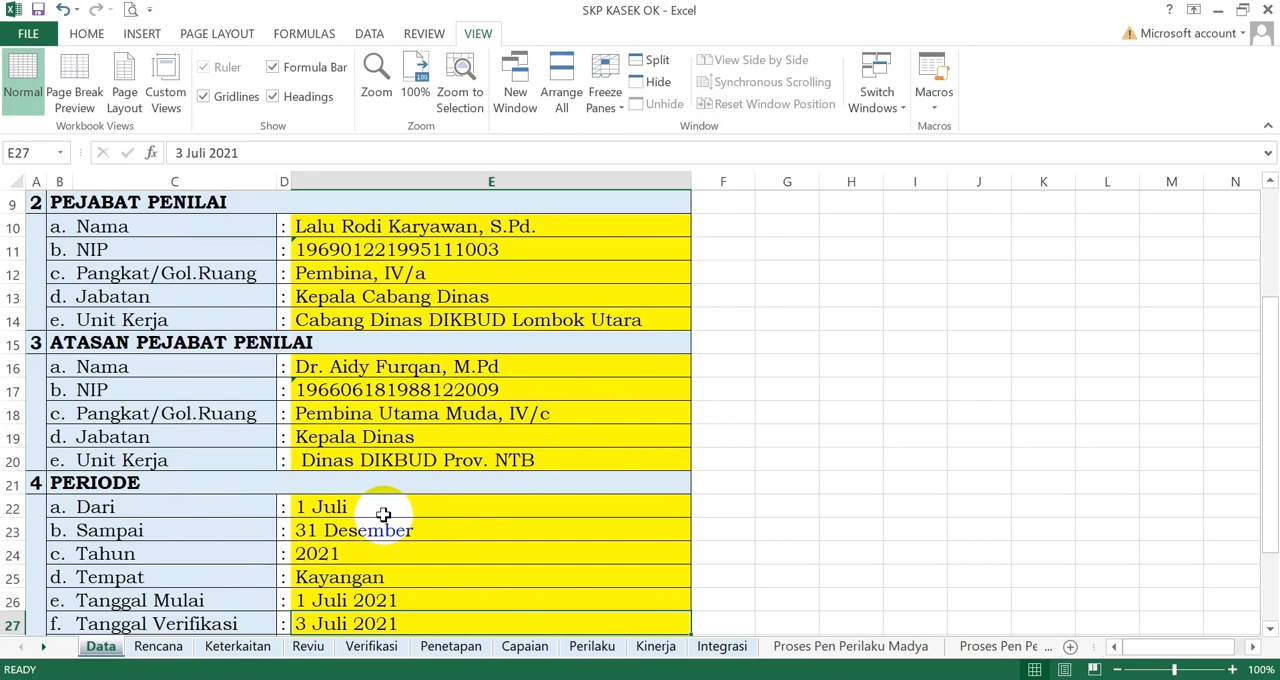 SKP KASEK OK - Excel
FILE HOME INSERT PAGE LAYOUT FORMULAS DATA REVIEW VIEW Microsoft account
Normal Page Break Preview Page Layout Custom Views
Workbook Views
Ruler Formula Bar
Gridlines Headings
Show
Zoom 100% Zoom to Selection
Zoom
New Window Arrange All Freeze Panes
Split
Hide
Unhide
View Side by Side
Synchronous Scrolling
Reset Window Position
Switch Windows
Window
Macros
Macros
E27 fx 3 Juli 2021
A B C D E F G H I J K L M N
9 2 PEJABAT PENILAI
10 a. Nama : Lalu Rodi Karyawan, S.Pd.
11 b. NIP : 196901221995111003
12 c. Pangkat/Gol.Ruang : Pembina, IV/a
13 d. Jabatan : Kepala Cabang Dinas
14 e. Unit Kerja : Cabang Dinas DIKBUD Lombok Utara
15 3 ATASAN PEJABAT PENILAI
16 a. Nama : Dr. Aidy Furqan, M.Pd
17 b. NIP : 196606181988122009
18 c. Pangkat/Gol.Ruang : Pembina Utama Muda, IV/c
19 d. Jabatan : Kepala Dinas
20 e. Unit Kerja : Dinas DIKBUD Prov. NTB
21 4 PERIODE
22 a. Dari : 1 Juli
23 b. Sampai : 31 Desember
24 c. Tahun : 2021
25 d. Tempat : Kayangan
26 e. Tanggal Mulai : 1 Juli 2021
27 f. Tanggal Verifikasi : 3 Juli 2021
Data Rencana Keterkaitan Reviu Verifikasi Penetapan Capaian Perilaku Kinerja Integrasi Proses Pen Perilaku Madya Proses Pen Pe ...
READY 100%